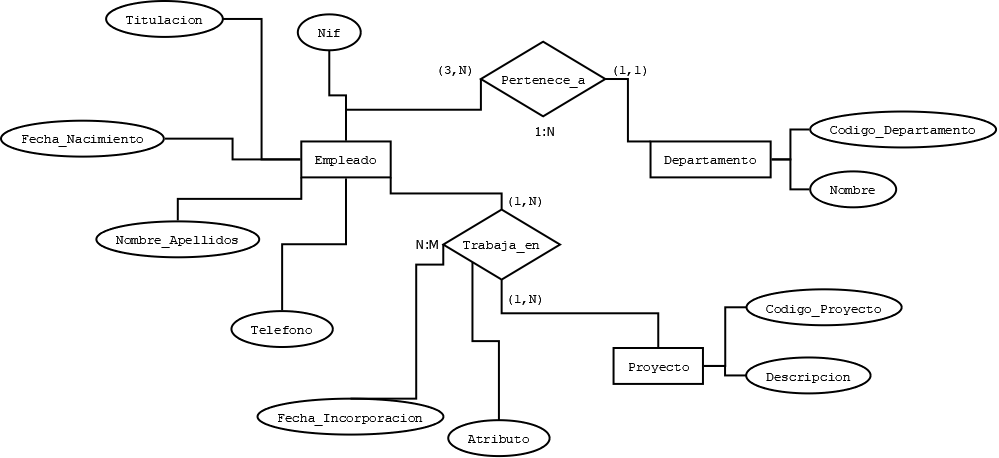 Titulacion
Nif
(3,N)
Pertenece_a
(1,1)
1:N
Fecha_Nacimiento
Empleado
Departamento
Codigo_Departamento
Nombre
(1,N)
Nombre_Apellidos
N:M
Trabaja_en
(1,N)
Telefono
Codigo_Proyecto
Proyecto
Descripcion
Fecha_Incorporacion
Atributo